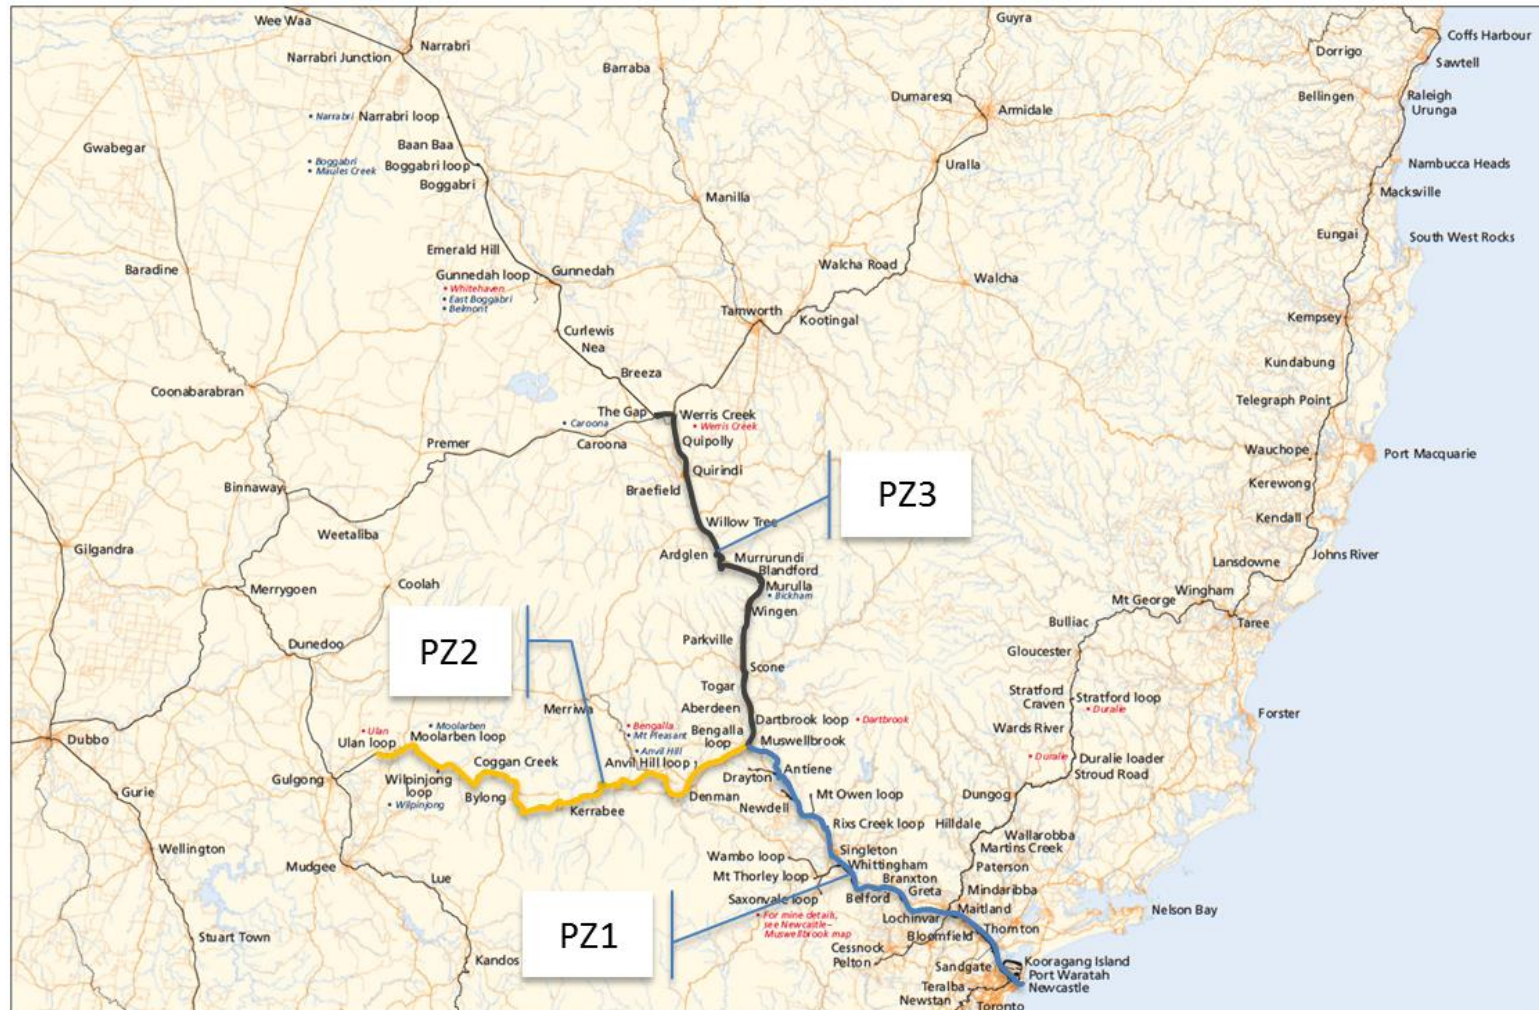 Wee Waa
Guyra
Narrabri
Narrabri Junction
Coffs Harbour
Dorrigo
Sawtell
Barraba
Dumaresq
Armidale
Bellingen
Raleigh
Urunga
• Narrabri
Narrabri loop
Gwabegar
Baan Baa
• Boggabri
• Maules Creek
Boggabri loop
Boggabri
Uralla
Nambucca Heads
Macksville
Manilla
Eungai
South West Rocks
Emerald Hill
Baradine
Gunnedah loop
Gunnedah
• Whitehaven
• East Boggabri
• Belmont
Walcha Road
Walcha
Tamworth
Kootingal
Kempsey
Curlewis
Nea
Kundabung
Breeza
Coonabarabran
Telegraph Point
The Gap
Werris Creek
• Werris Creek
• Caroona
Caroona
Premer
Quipolly
Wauchope
Port Macquarie
Quirindi
Kerewong
Binnaway
Braefield
PZ3
Kendall
Weetaliba
Willow Tree
Gilgandra
Ardglen
Murrurundi
Blandford
Johns River
Lansdowne
Merrygoen
Coolah
Murulla
• Bickham
Wingham
Mt George
Wingen
Taree
Bulliac
Dunedoo
PZ2
Parkville
Gloucester
Scone
Togar
Stratford
Craven
Stratford loop
• Duralie
Merriwa
Aberdeen
Forster
Dubbo
• Ulan
Ulan loop
• Moolarben
Moolarben loop
• Bengalla
• Mt Pleasant
• Anvil Hill
Anvil Hill loop
Bengalla
loop
Dartbrook loop
• Dartbrook
Muswellbrook
Wards River
• Duralie
Duralie loader
Stroud Road
Gulgong
Coggan Creek
Wilpinjong
loop
• Wilpinjong
Bylong
Kerrabee
Denman
Drayton
Antiene
Newdell
Mt Owen loop
Dungog
Gurie
Rixs Creek loop
Hilldale
Wallarobba
Martins Creek
Wellington
Singleton
Whittingham
Wambo loop
Mt Thorley loop
Paterson
Mudgee
Lue
Branxton
Greta
Mindaribba
Saxonvale loop
Belford
Maitland
Nelson Bay
• For mine details,
see Newcastle–
Muswellbrook map
Lochinvar
Thornton
Bloomfield
Stuart Town
PZ1
Cessnock
Pelton
Kandos
Sandgate
Kooragang Island
Port Waratah
Teralba
Newcastle
Newstan
Toronto